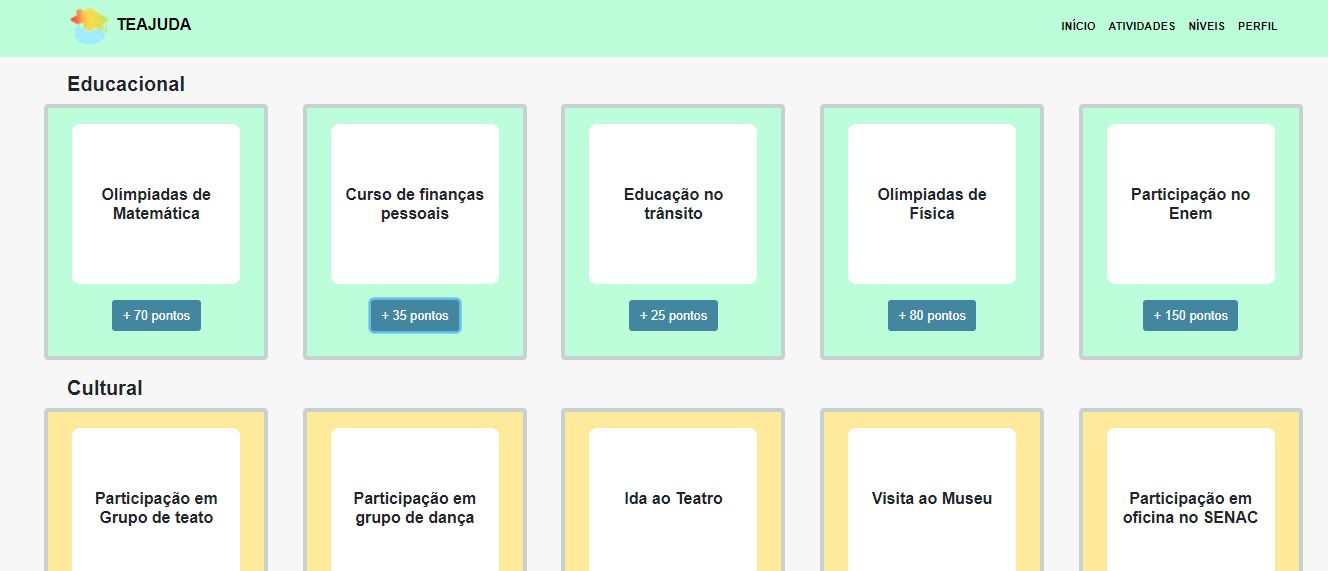 TEAJUDA
INÍCIO ATIVIDADES NÍVEIS PERFIL
Educacional
Olímpiadas de
Matemática
+ 70 pontos
Curso de finanças
pessoais
+ 35 pontos
Educação no
trânsito
+ 25 pontos
Olímpiadas de
Física
+ 80 pontos
Participação no
Enem
+ 150 pontos
Cultural
Participação em
Grupo de teato
Participação em
grupo de dança
Ida ao Teatro
Visita ao Museu
Participação em
oficina no SENAC